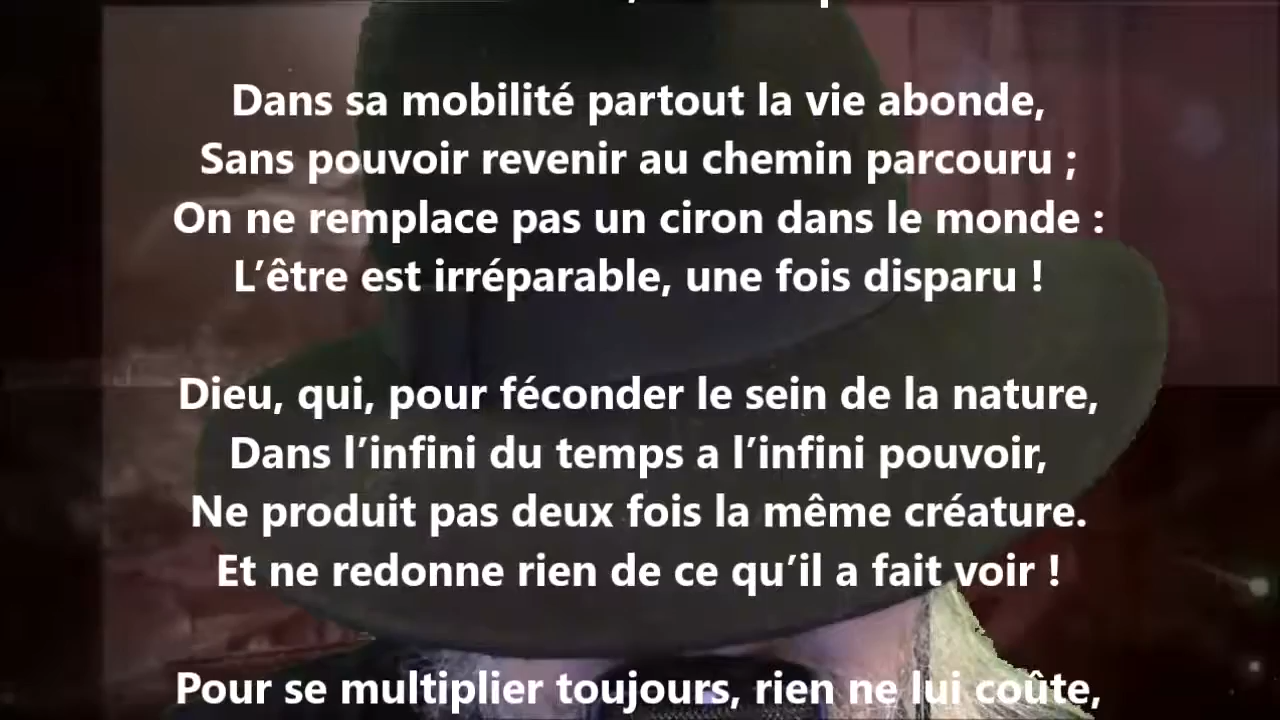 Dans sa mobilité partout la vie abonde,
Sans pouvoir revenir au chemin parcouru ;
On ne remplace pas un ciron dans le monde :
L’être est irréparable, une fois disparu !
Dieu, qui, pour féconder le sein de la nature,
Dans l’infini du temps a l’infini pouvoir,
Ne produit pas deux fois la même créature.
Et ne redonne rien de ce qu’il a fait voir !
Pour se multiplier toujours, rien ne lui coûte,